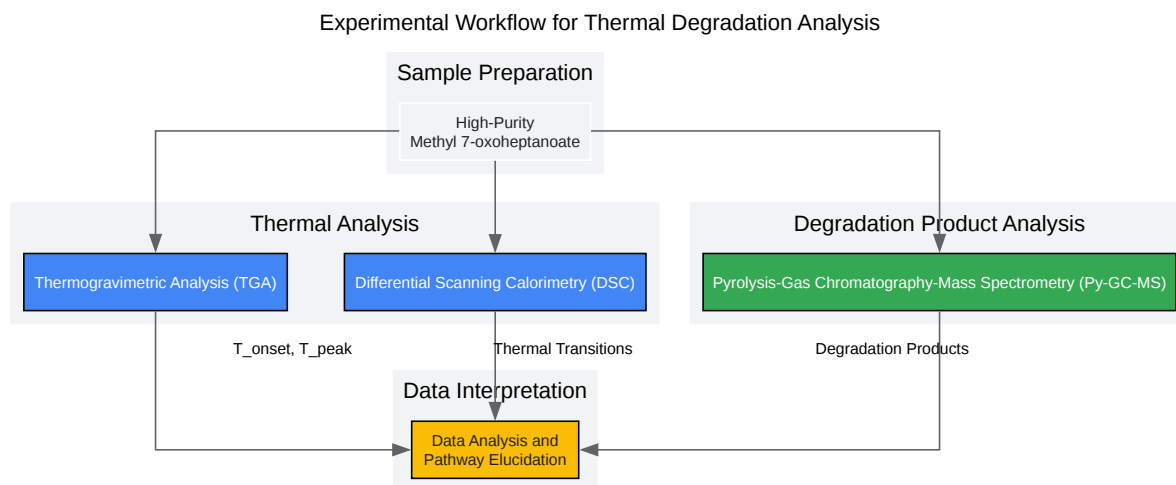 Experimental Workflow for Thermal Degradation Analysis
Sample Preparation
High-Purity
Methyl 7-oxoheptanoate
Thermal Analysis
Degradation Product Analysis
Thermogravimetric Analysis (TGA)
Differential Scanning Calorimetry (DSC)
Pyrolysis-Gas Chromatography-Mass Spectrometry (Py-GC-MS)
T_onset, T_peak
Thermal Transitions
Degradation Products
Data Interpretation
Data Analysis and
Pathway Elucidation